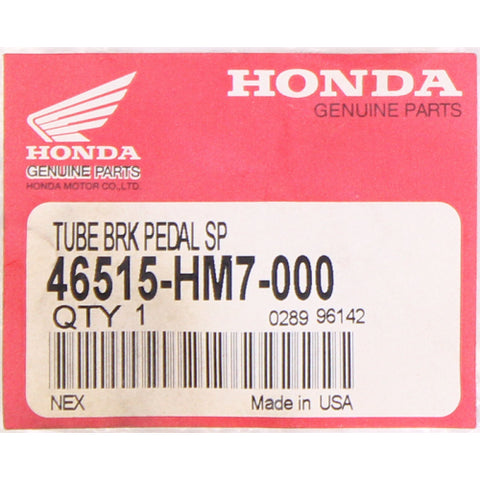 HONDA
GENUINE PARTS
HONDA
GENUINE PARTS
HONDA MOTOR CO.,LTD.
TUBE BRK PEDAL SP
46515-HM7-000
QTY 1 0289 96142
NEX Made in USA